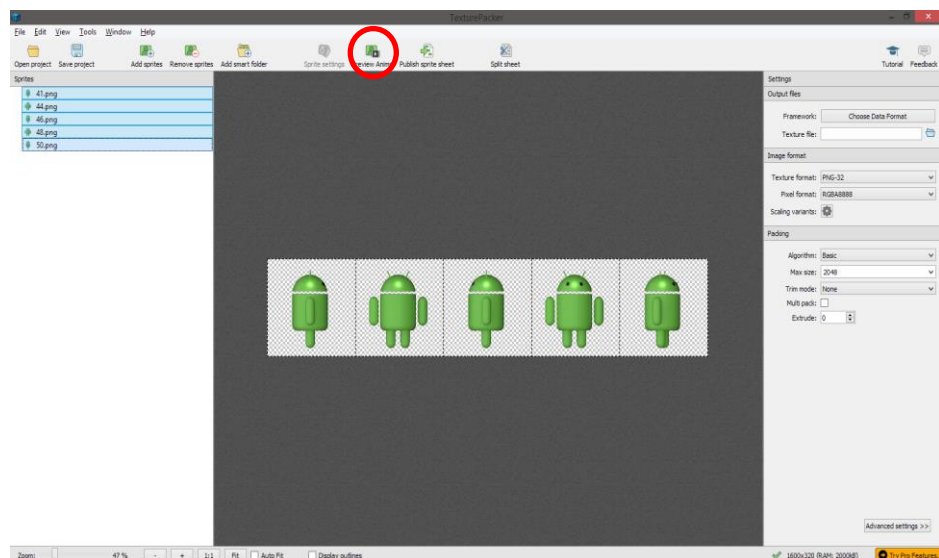 TexturePacker
File Edit View Tools Window Help
Open project Save project Add sprites Remove sprites Add smart folder Sprite settings Preview Anim Publish sprite sheet Split sheet Tutorial Feedback
Sprites
41.png
44.png
46.png
48.png
50.png
Settings
Output files
Framework: Choose Data Format
Texture file:
Image format
Texture format: PNG-32
Pixel format: RGBA8888
Scaling variants:
Packing
Algorithm: Basic
Max size: 2048
Trim mode: None
Multi pack:
Extrude: 0
Advanced settings >>
Zoom: 47 % - + 1:1 Fit Auto Fit Display outlines 1600x320 (RAM: 2000kB) Try Pro Features